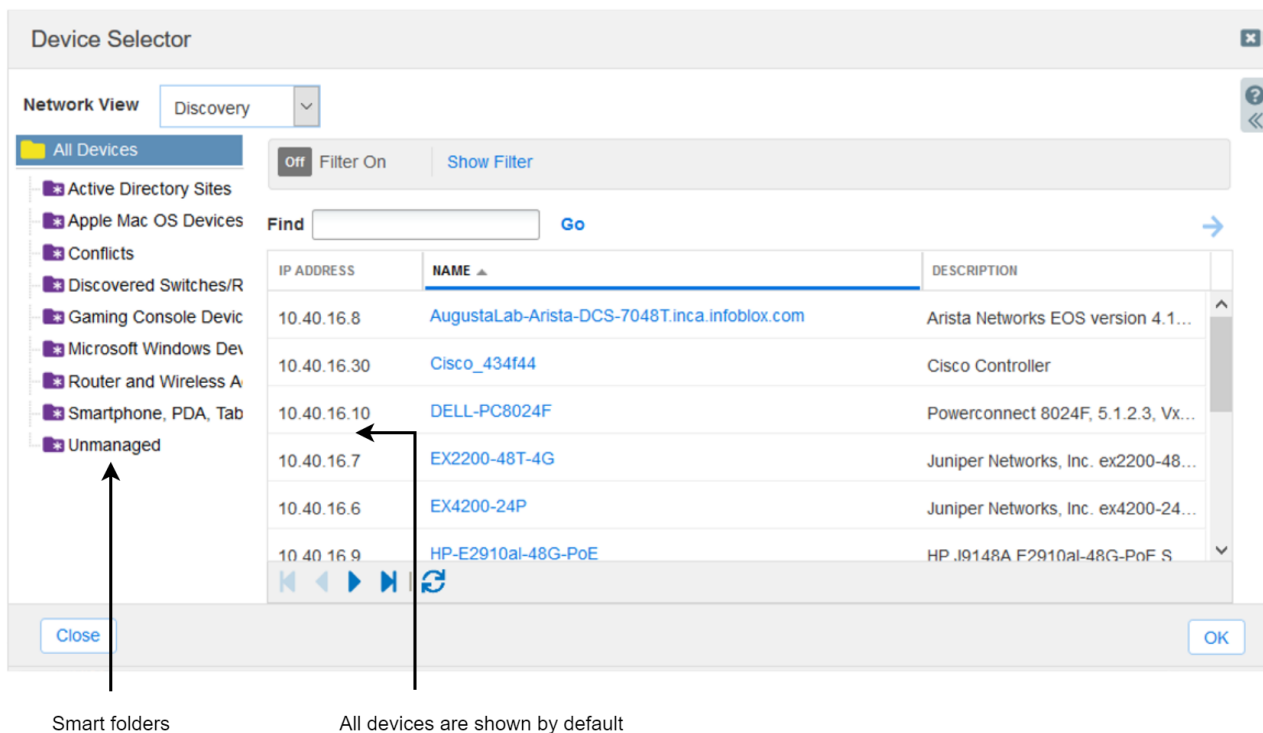 Device Selector
Network View Discovery
All Devices
Active Directory Sites
Apple Mac OS Devices
Conflicts
Discovered Switches/R
Gaming Console Devic
Microsoft Windows Dev
Router and Wireless A
Smartphone, PDA, Tab
Unmanaged
Off Filter On Show Filter
Find Go
IP ADDRESS NAME DESCRIPTION
10.40.16.8 AugustaLab-Arista-DCS-7048T.inca.infoblox.com Arista Networks EOS version 4.1...
10.40.16.30 Cisco_434f44 Cisco Controller
10.40.16.10 DELL-PC8024F Powerconnect 8024F, 5.1.2.3, Vx...
10.40.16.7 EX2200-48T-4G Juniper Networks, Inc. ex2200-48...
10.40.16.6 EX4200-24P Juniper Networks, Inc. ex4200-24...
10.40.16.9 HP-E2910al-48G-PoE HP J9148A E2910al-48G-PoE S
Close OK
Smart folders All devices are shown by default